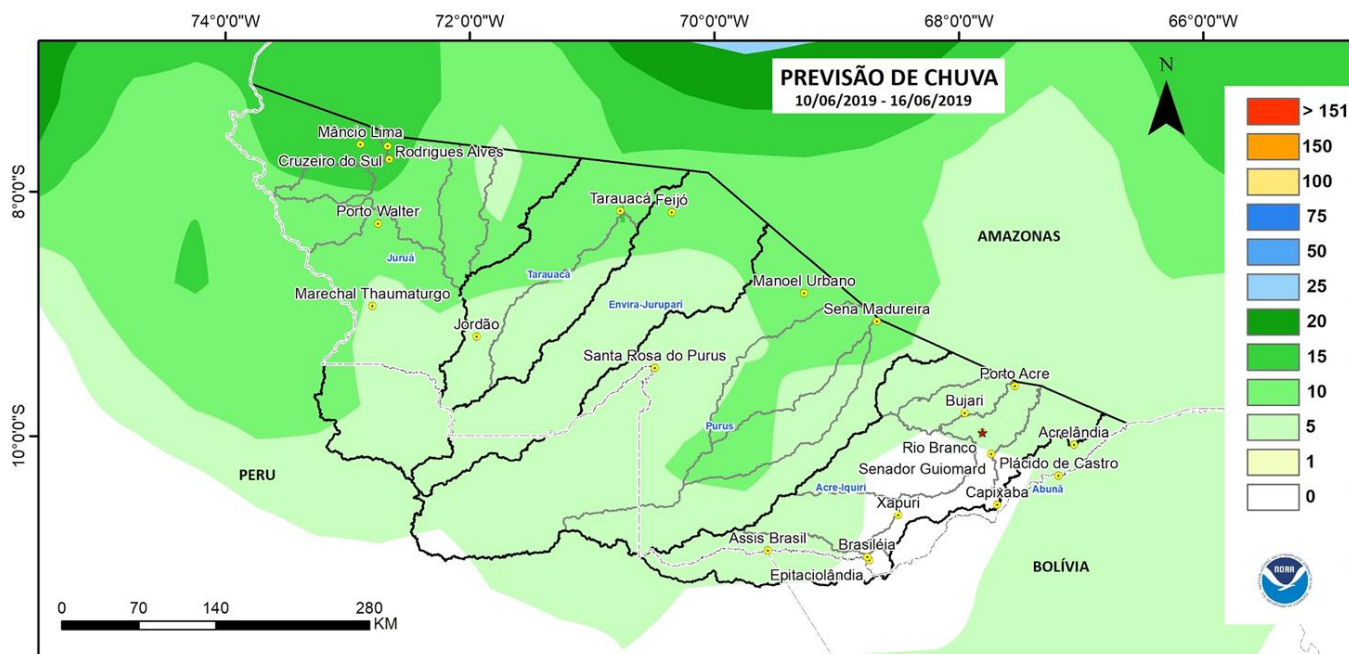 74°0'0"W
72°0'0"W
70°0'0"W
68°0'0"W
66°0'0"W
PREVISÃO DE CHUVA
10/06/2019 - 16/06/2019
N
> 151
150
100
75
50
25
20
15
10
5
1
0
8°0'0"S
10°0'0"S
Mâncio Lima
Rodrigues Alves
Cruzeiro do Sul
Porto Walter
Juruá
Tarauacá
Feijó
AMAZONAS
Tarauacá
Manoel Urbano
Marechal Thaumaturgo
Envira-Jurupari
Sena Madureira
Jordão
Santa Rosa do Purus
Porto Acre
Bujari
Purus
Acrelândia
Rio Branco
PERU
Senador Guiomard
Plácido de Castro
Acre-Iquiri
Abunã
Capixaba
Xapuri
Assis Brasil
Brasiléia
Epitaciolândia
BOLÍVIA
NOAA
0 70 140 280
KM